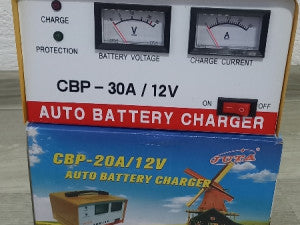 CHARGE
PROTECTION
V
BATTERY VOLTAGE
A
CHARGE CURRENT
CBP - 30A / 12V
ON
OFF
AUTO BATTERY CHARGER
CBP-20A/12V
AUTO BATTERY CHARGER